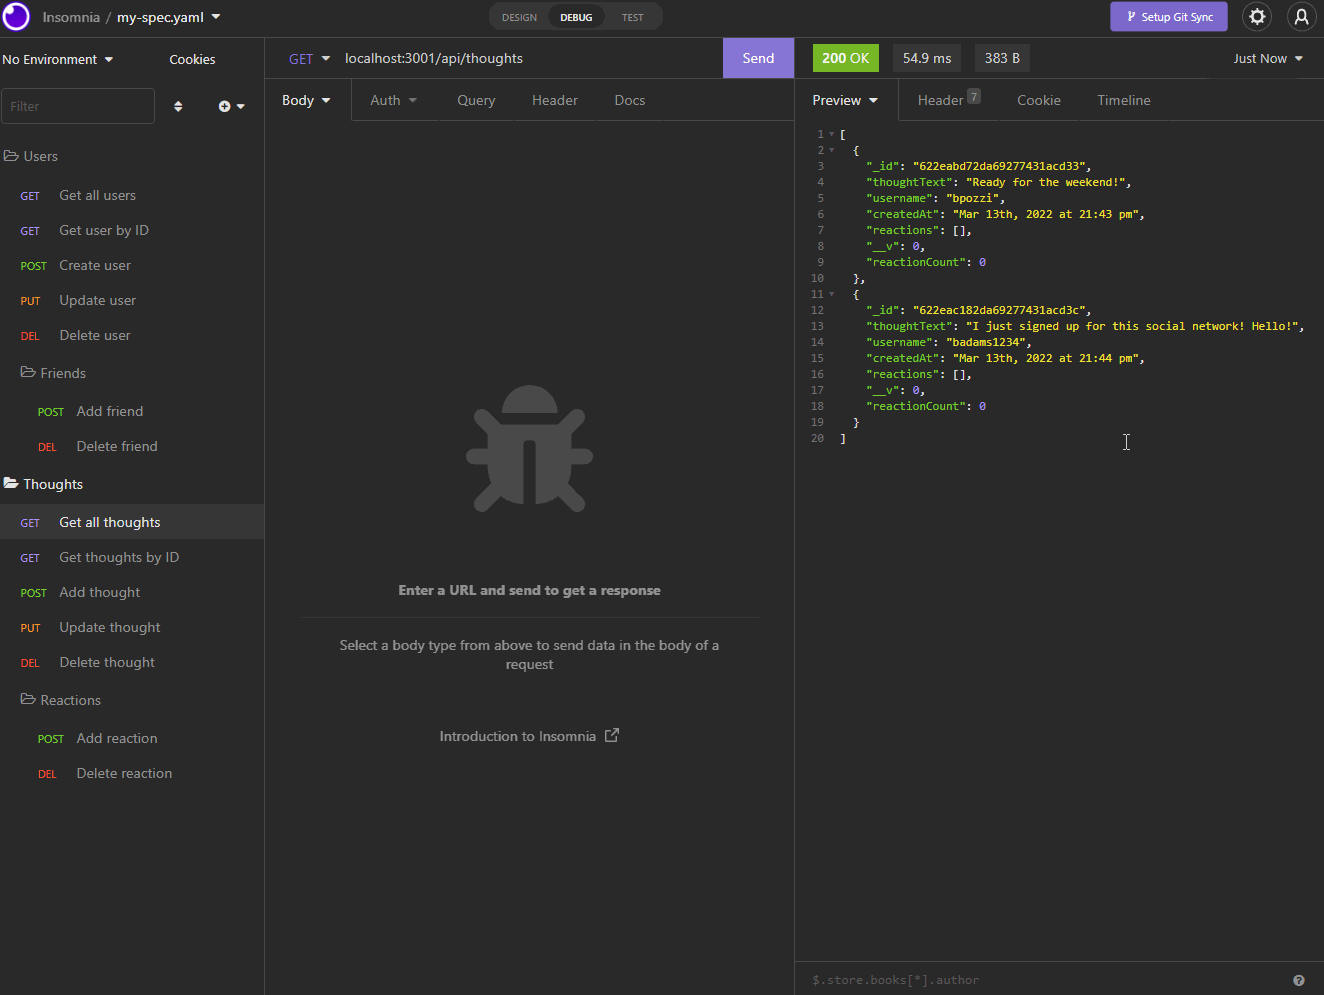 Insomnia / my-spec.yaml
DESIGN DEBUG TEST
Setup Git Sync
No Environment
Cookies
Filter
Users
GET Get all users
GET Get user by ID
POST Create user
PUT Update user
DEL Delete user
Friends
POST Add friend
DEL Delete friend
Thoughts
GET Get all thoughts
GET Get thoughts by ID
POST Add thought
PUT Update thought
DEL Delete thought
Reactions
POST Add reaction
DEL Delete reaction
GET localhost:3001/api/thoughts Send
Body Auth Query Header Docs
Enter a URL and send to get a response
Select a body type from above to send data in the body of a
request
Introduction to Insomnia
200 OK 54.9 ms 383 B Just Now
Preview Header 7 Cookie Timeline
1 [
2 {
3 "_id": "622eabd72da69277431acd33",
4 "thoughtText": "Ready for the weekend!",
5 "username": "bpozzi",
6 "createdAt": "Mar 13th, 2022 at 21:43 pm",
7 "reactions": [],
8 "__v": 0,
9 "reactionCount": 0
10 },
11 {
12 "_id": "622eac182da69277431acd3c",
13 "thoughtText": "I just signed up for this social network! Hello!",
14 "username": "badams1234",
15 "createdAt": "Mar 13th, 2022 at 21:44 pm",
16 "reactions": [],
17 "__v": 0,
18 "reactionCount": 0
19 }
20 ]
$.store.books[*].author
?